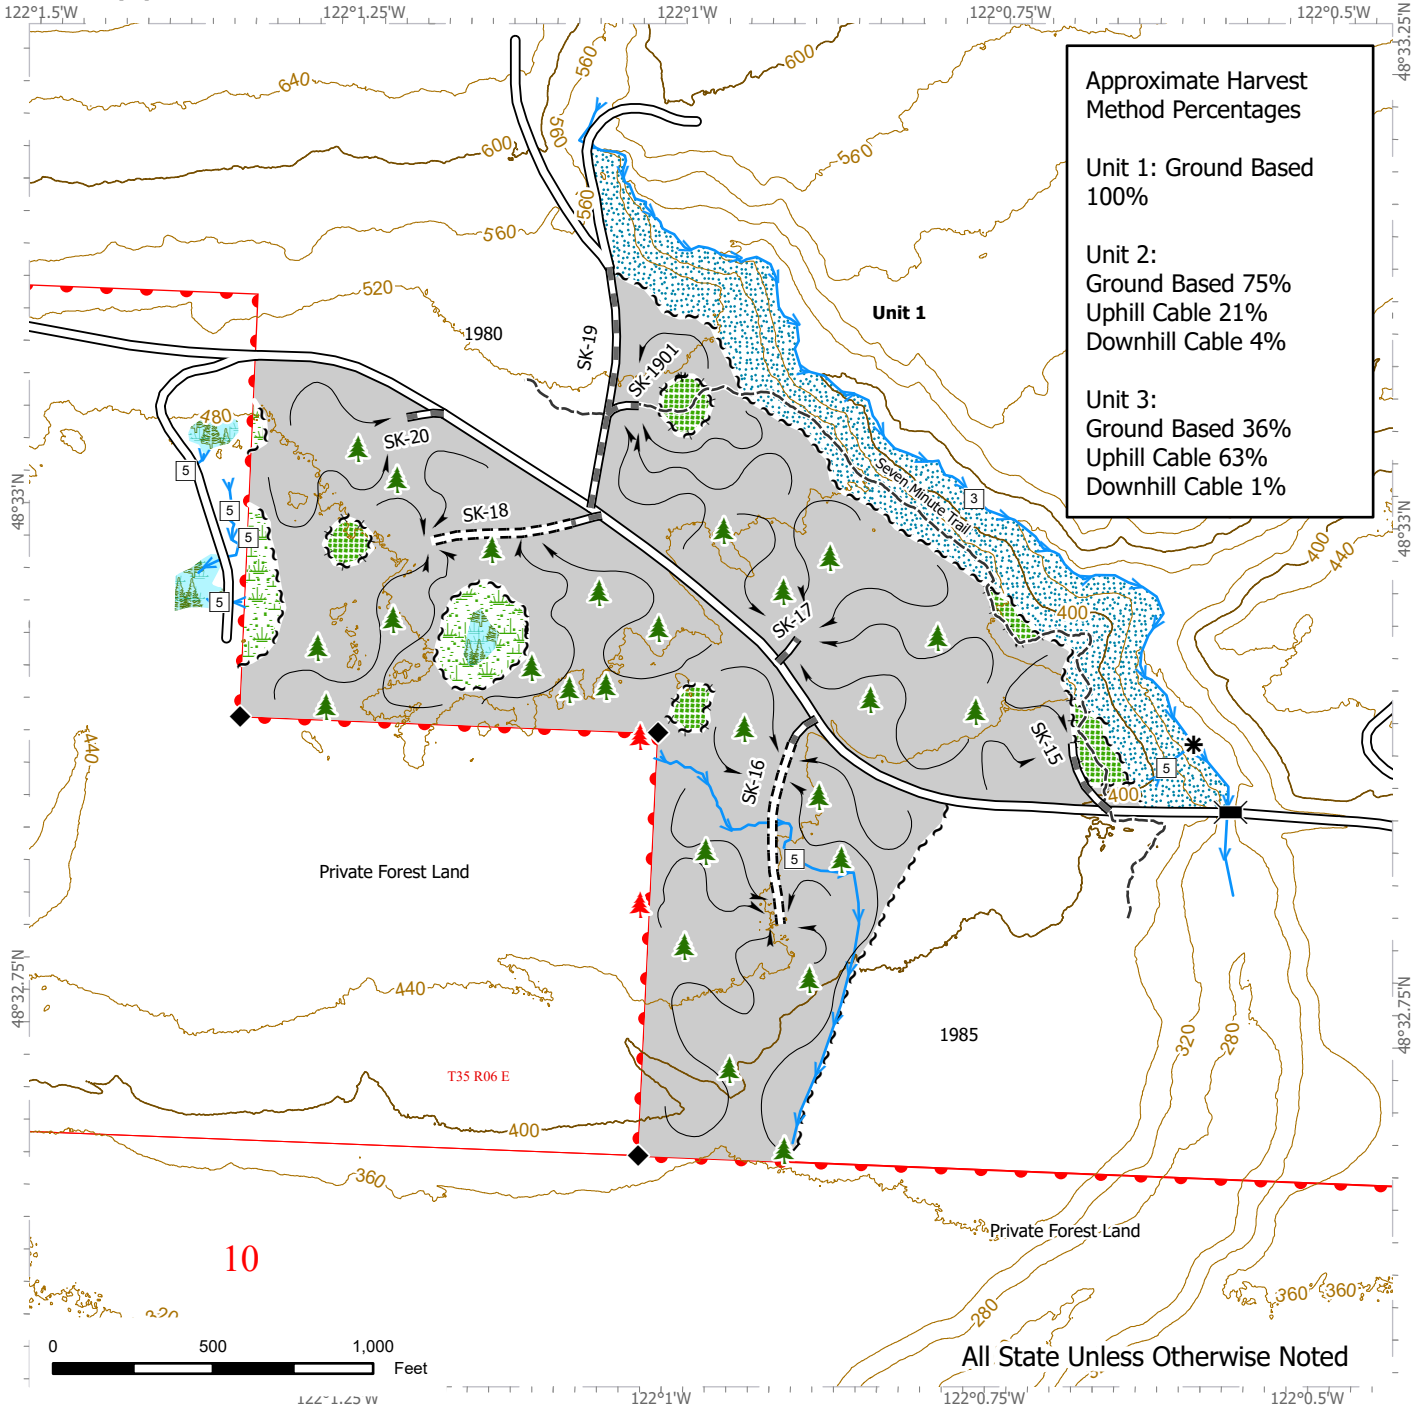 122°1.5'W
122°1.25'W
122°1'W
122°0.75'W
122°0.5'W
48°33.25'N
640
560
600
Approximate Harvest
Method Percentages
Unit 1: Ground Based
100%
Unit 2:
Ground Based 75%
Uphill Cable 21%
Downhill Cable 4%
Unit 3:
Ground Based 36%
Uphill Cable 63%
Downhill Cable 1%
560
600
560
560
560
520
Unit 1
1980
SK-19
SK-1901
480
SK-20
5
Seven Minute Trail
3
48°33'N
48°33'N
5
SK-18
5
400
440
5
400
SK-17
440
SK-15
SK-16
5
400
5
Private Forest Land
48°32.75'N
48°32.75'N
440
1985
320
280
T35 R06 E
400
360
Private Forest Land
10
360
360
280
0
500
1,000
Feet
All State Unless Otherwise Noted
122°1.25'W
122°1'W
122°0.75'W
122°0.5'W